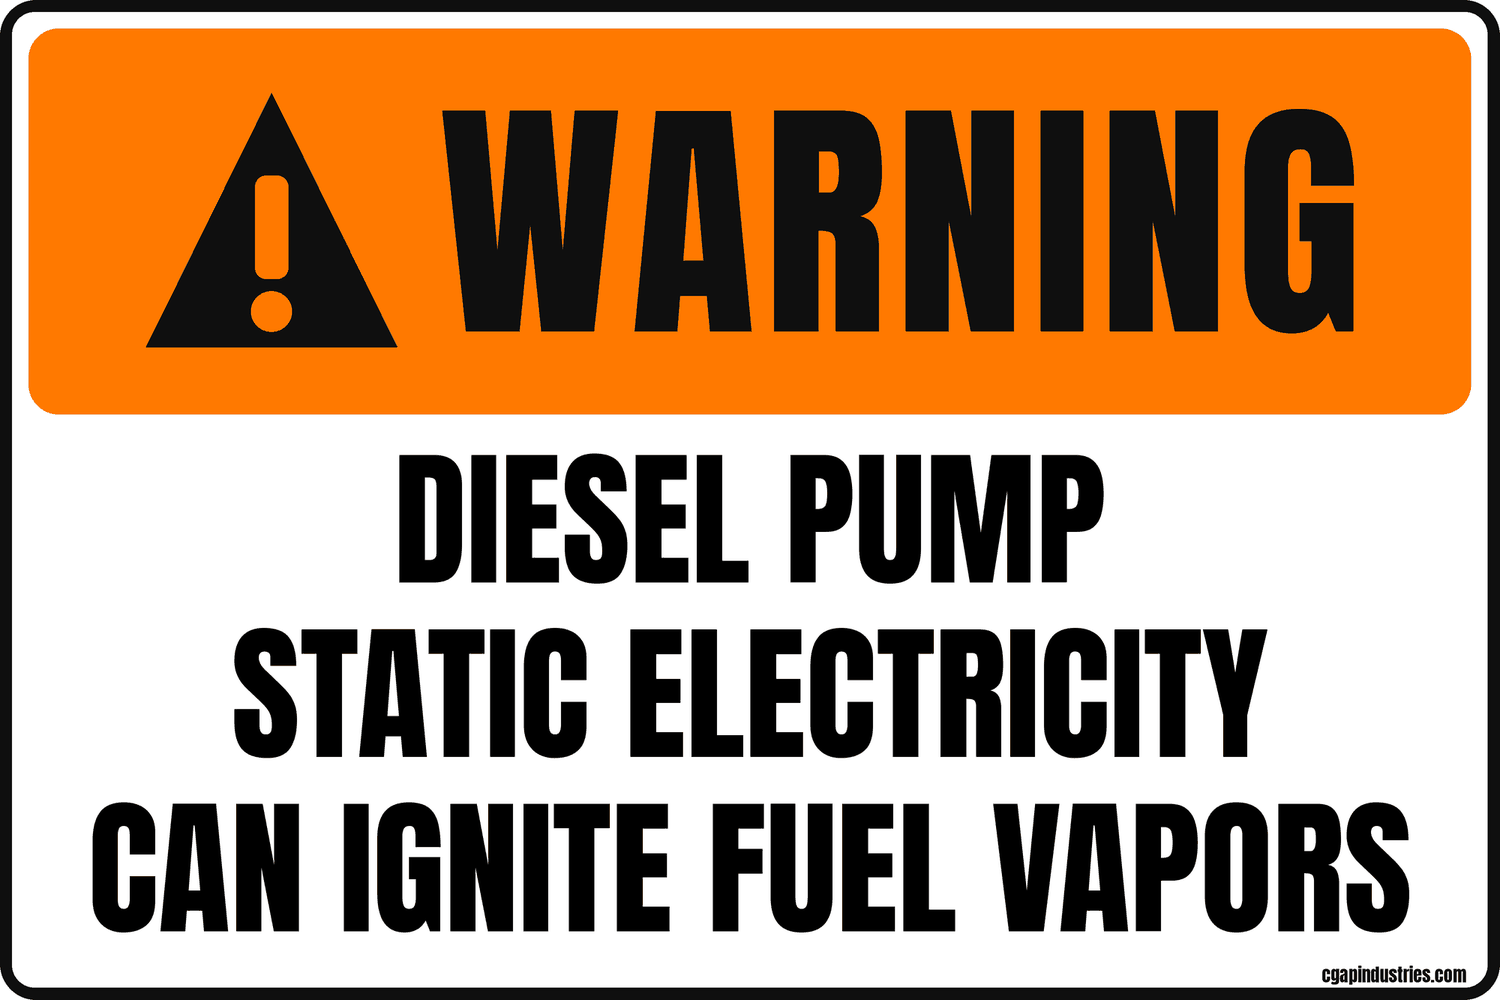 WARNING
DIESEL PUMP
STATIC ELECTRICITY
CAN IGNITE FUEL VAPORS
cgapindustries.com